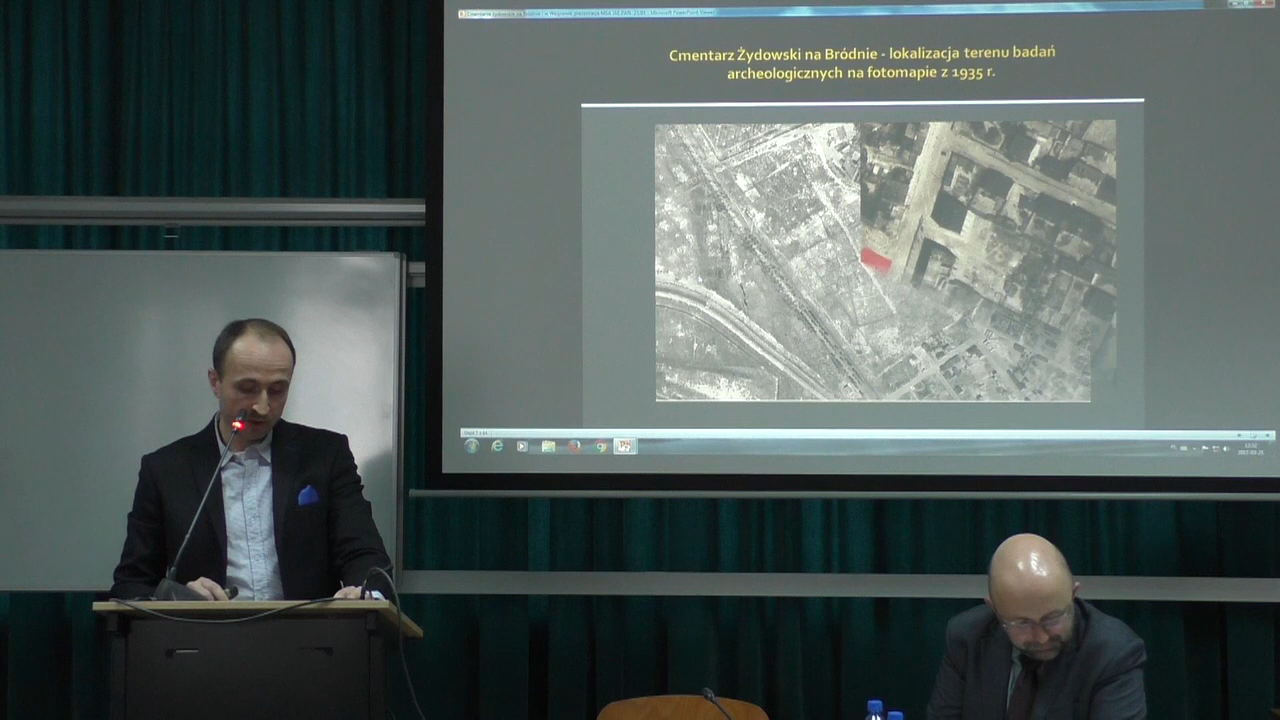 Cmentarz Żydowski na Bródnie - lokalizacja terenu badań
archeologicznych na fotomapie z 1935 r.